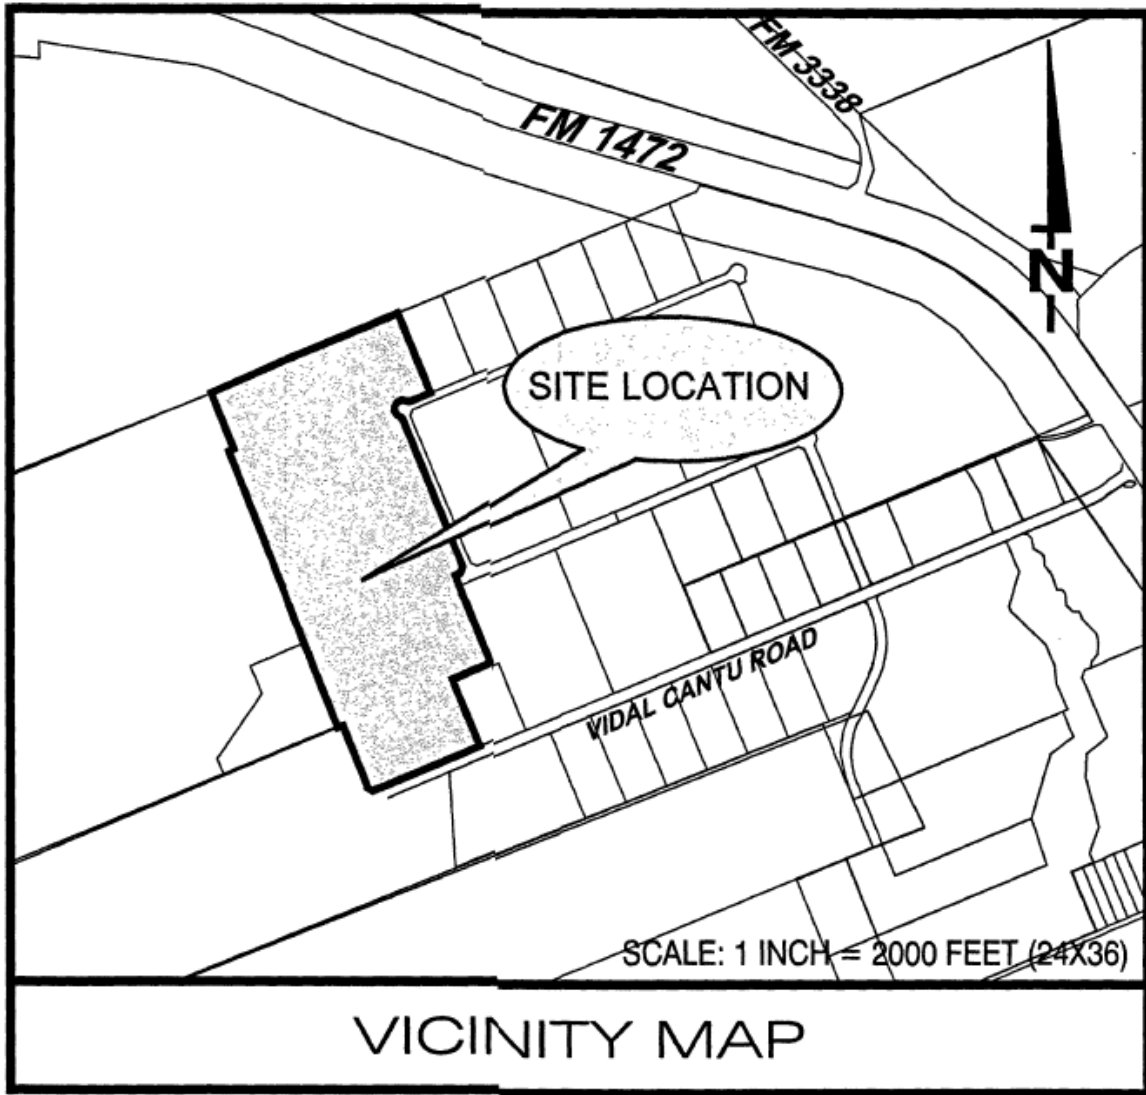 FM 3338
FM 1472
N
SITE LOCATION
VIDAL CANTU ROAD
SCALE: 1 INCH = 2000 FEET (24X36)
VICINITY MAP